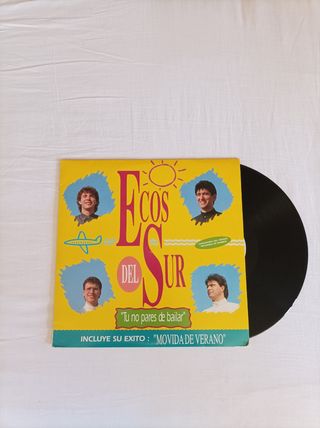 ECOS
DEL SUR
"Tu no pares de bailar"
INCLUYE SU EXITO : "MOVIDA DE VERANO"